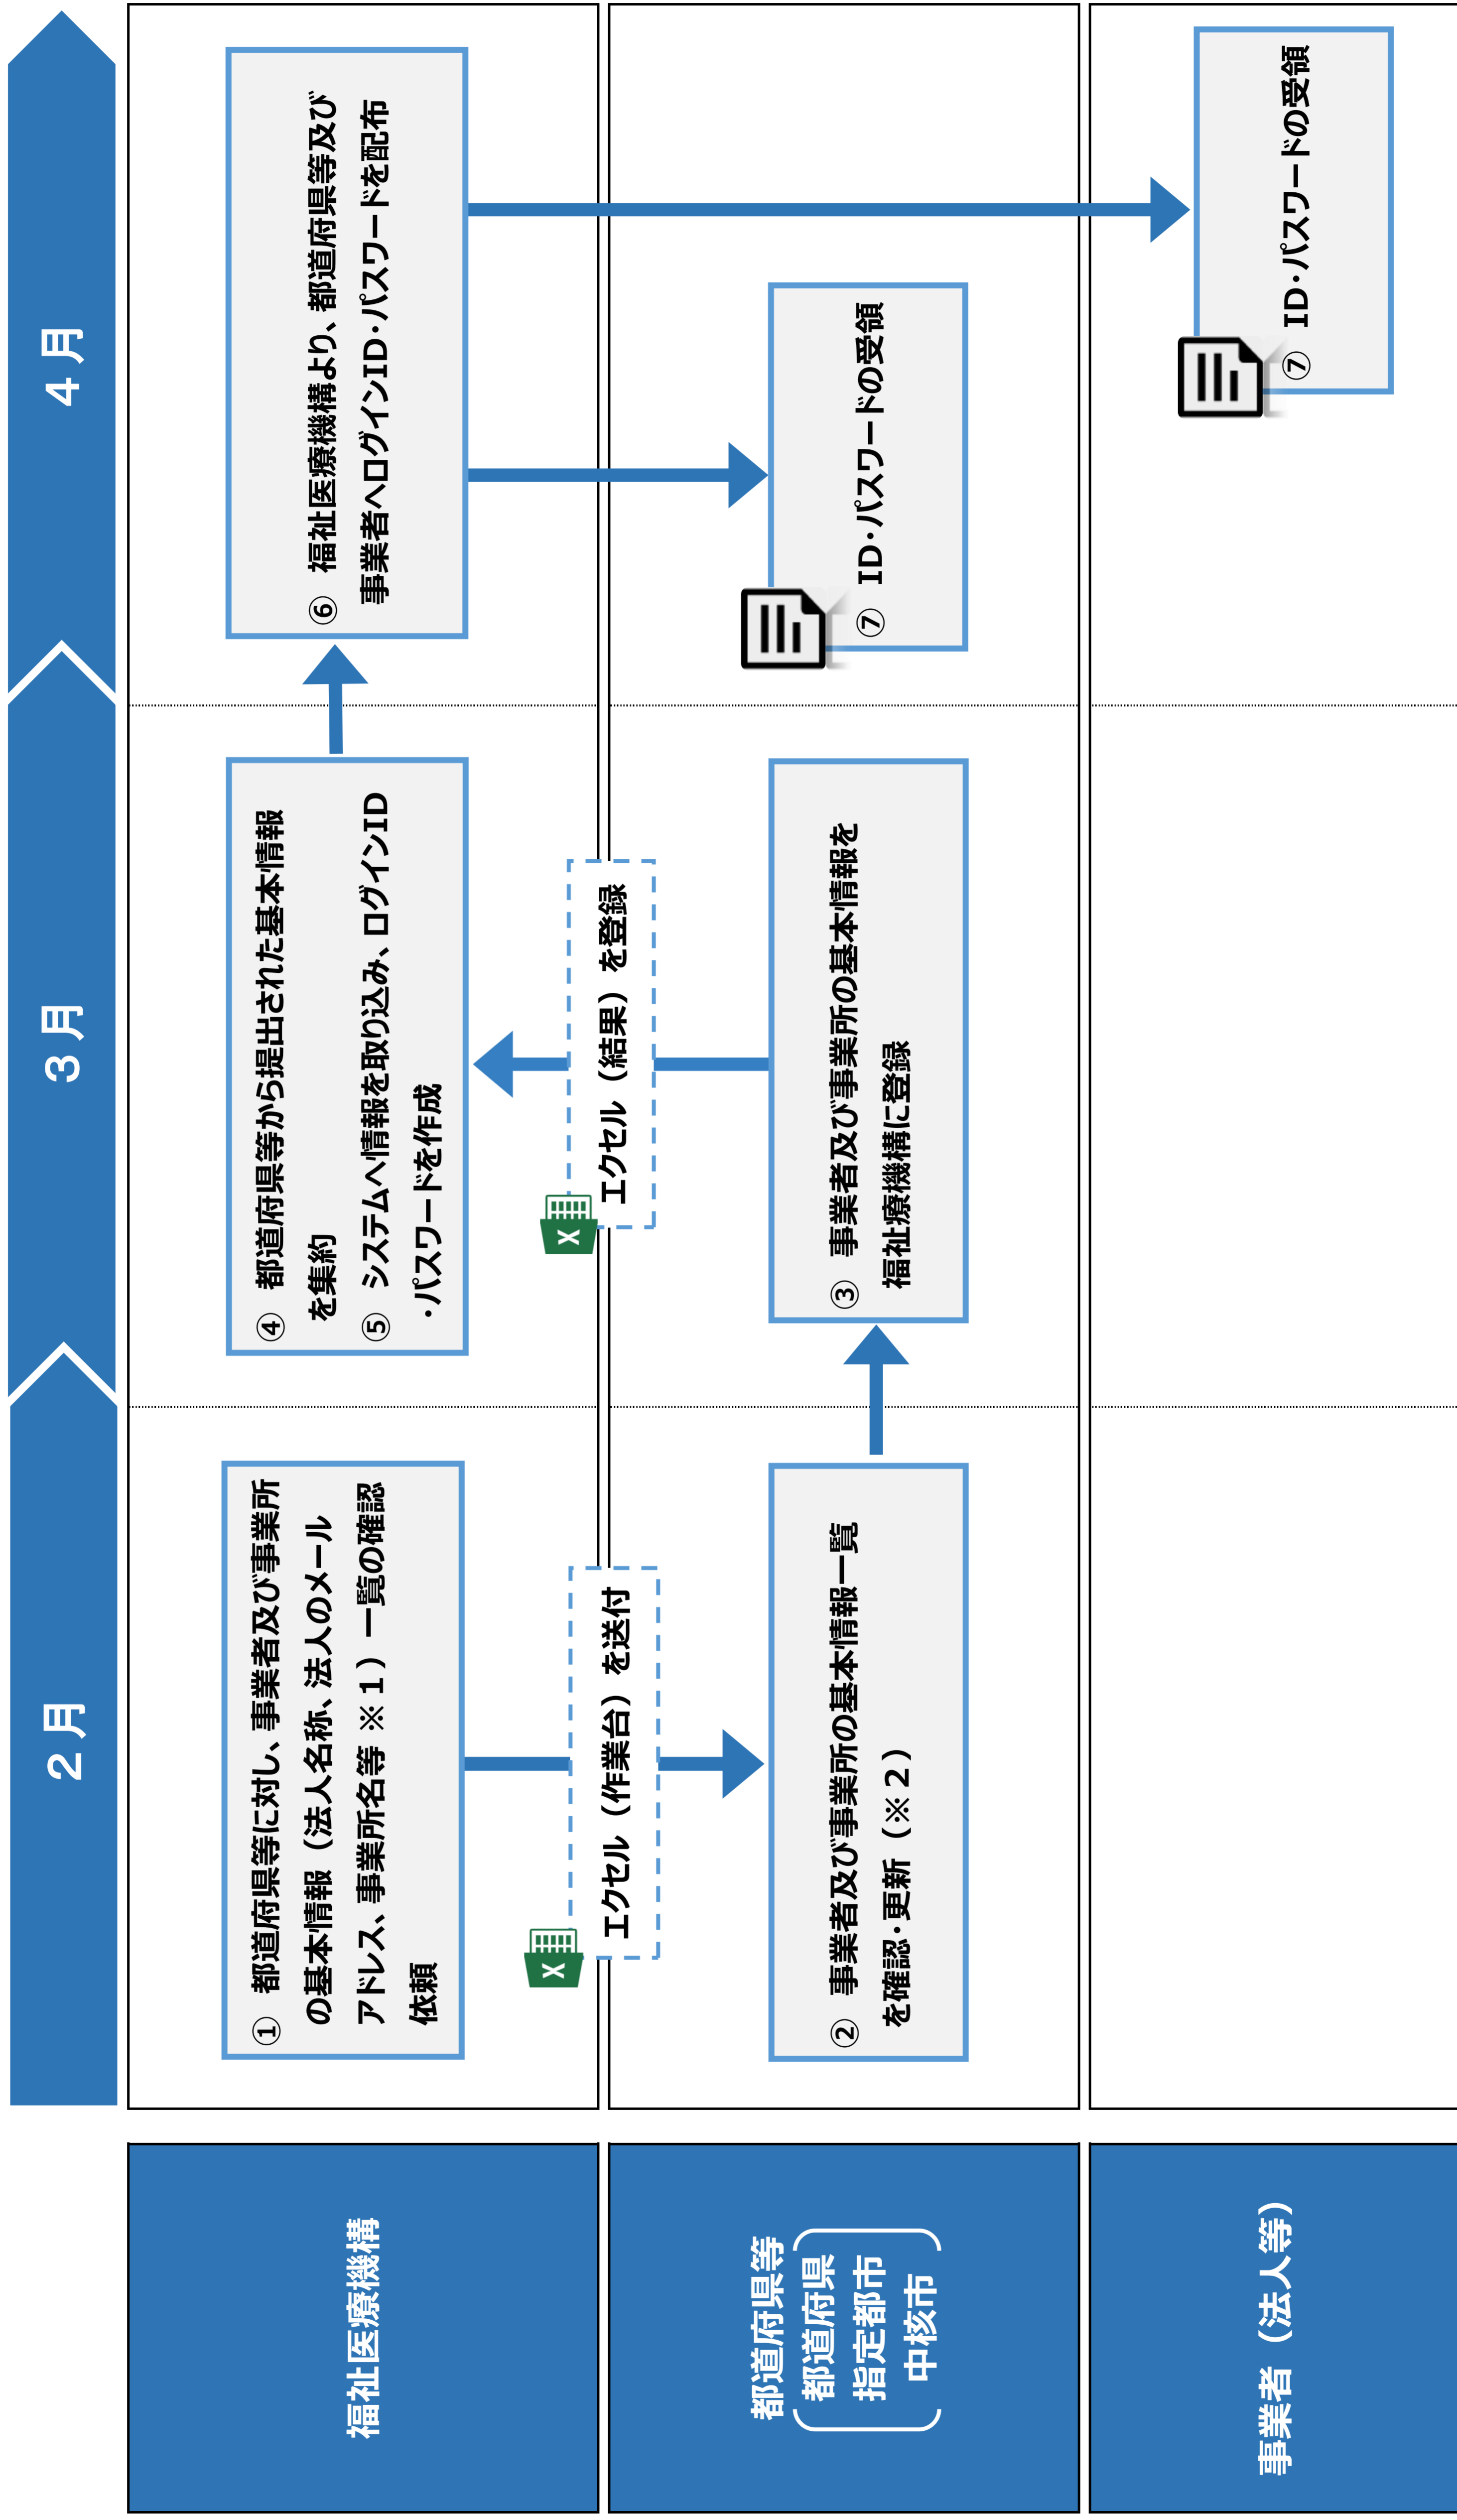 2月
3月
4月
福祉医療機構
① 都道府県等に対し、事業者及び事業所
の基本情報（法人名称、法人のメール
アドレス、事業所名等 ※１）一覧の確認
依頼
④ 都道府県等から提出された基本情報
を集約
⑤ システムへ情報を取り込み、ログインID
・パスワードを作成
⑥ 福祉医療機構より、都道府県等及び
事業者へログインID・パスワードを配布
X
エクセル（作業台）を送付
X
エクセル（結果）を登録
都道府県等
都道府県
指定都市
中核市
② 事業者及び事業所の基本情報一覧
を確認・更新（※２）
③ 事業者及び事業所の基本情報を
福祉療機構に登録
⑦ ID・パスワードの受領
事業者（法人等）
⑦ ID・パスワードの受領